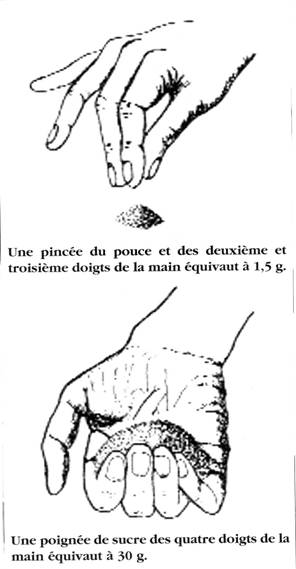 Une pincée du pouce et des deuxième et
troisième doigts de la main équivaut à 1,5 g.
Une poignée de sucre des quatre doigts de la
main équivaut à 30 g.